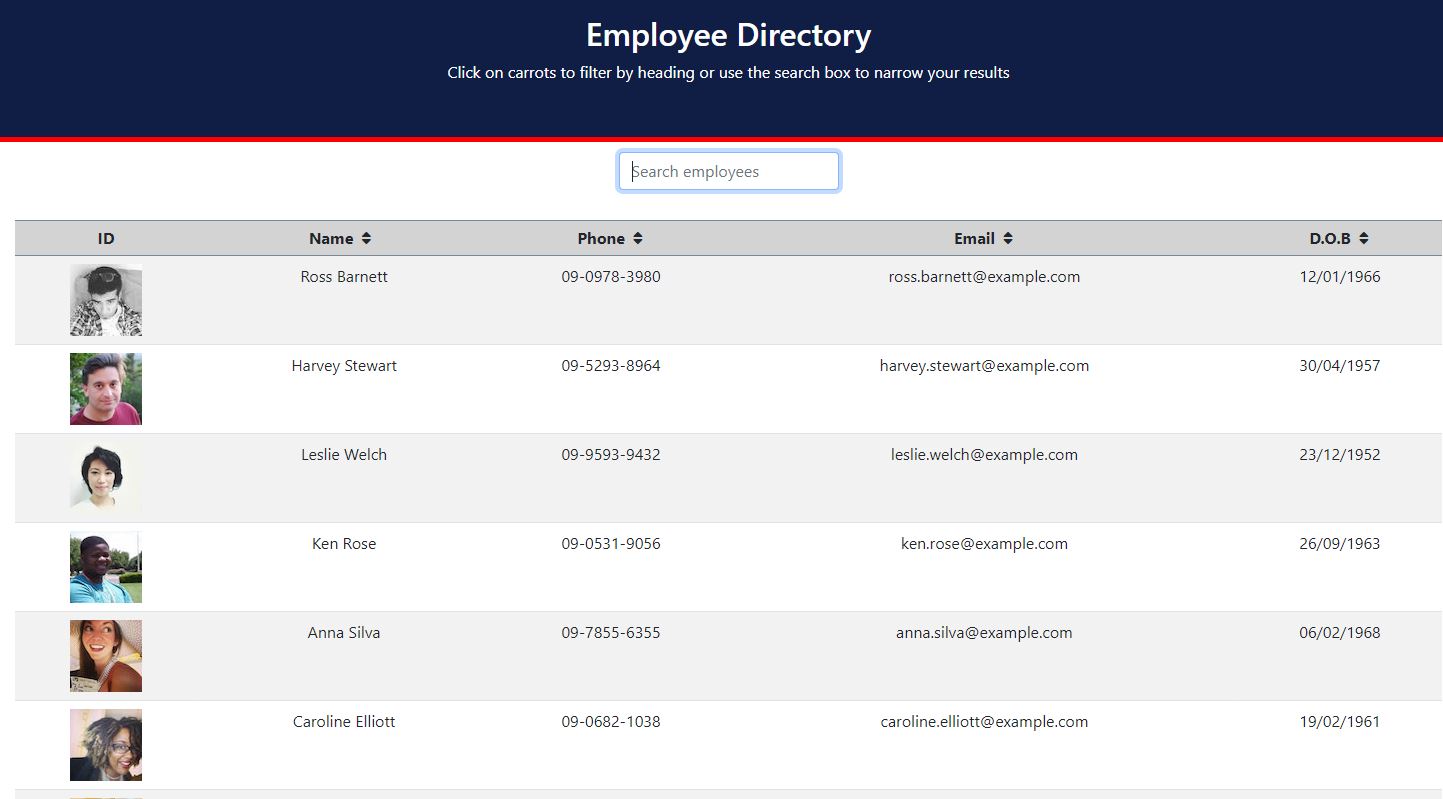 Employee Directory
Click on carrots to filter by heading or use the search box to narrow your results
Search employees
ID Name Phone Email D.O.B
Ross Barnett 09-0978-3980 ross.barnett@example.com 12/01/1966
Harvey Stewart 09-5293-8964 harvey.stewart@example.com 30/04/1957
Leslie Welch 09-9593-9432 leslie.welch@example.com 23/12/1952
Ken Rose 09-0531-9056 ken.rose@example.com 26/09/1963
Anna Silva 09-7855-6355 anna.silva@example.com 06/02/1968
Caroline Elliott 09-0682-1038 caroline.elliott@example.com 19/02/1961